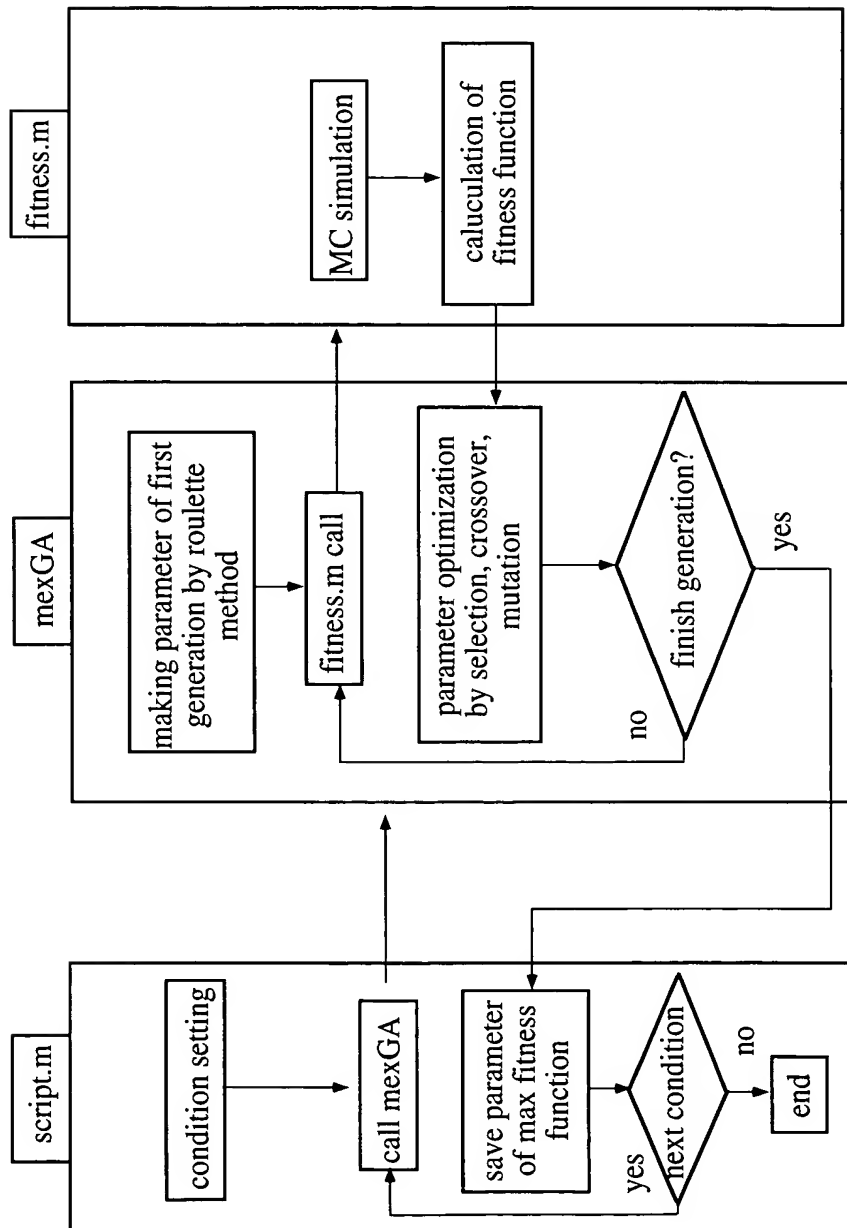 script.m
condition setting
call mexGA
save parameter
of max fitness
function
yes
next condition
no
end
mexGA
making parameter of first
generation by roulette
method
fitness.m call
parameter optimization
by selection, crossover,
mutation
no
finish generation?
yes
fitness.m
MC simulation
caluculation of
fitness function